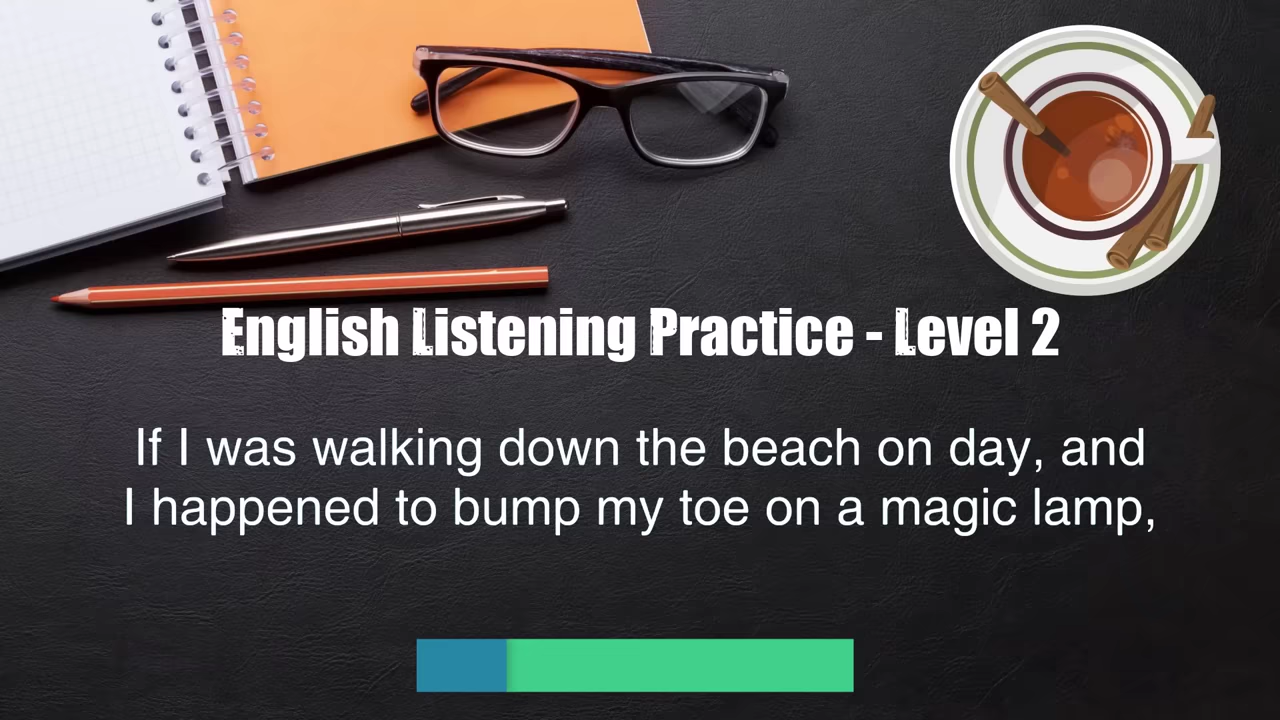 English Listening Practice - Level 2
If I was walking down the beach on day, and
I happened to bump my toe on a magic lamp,